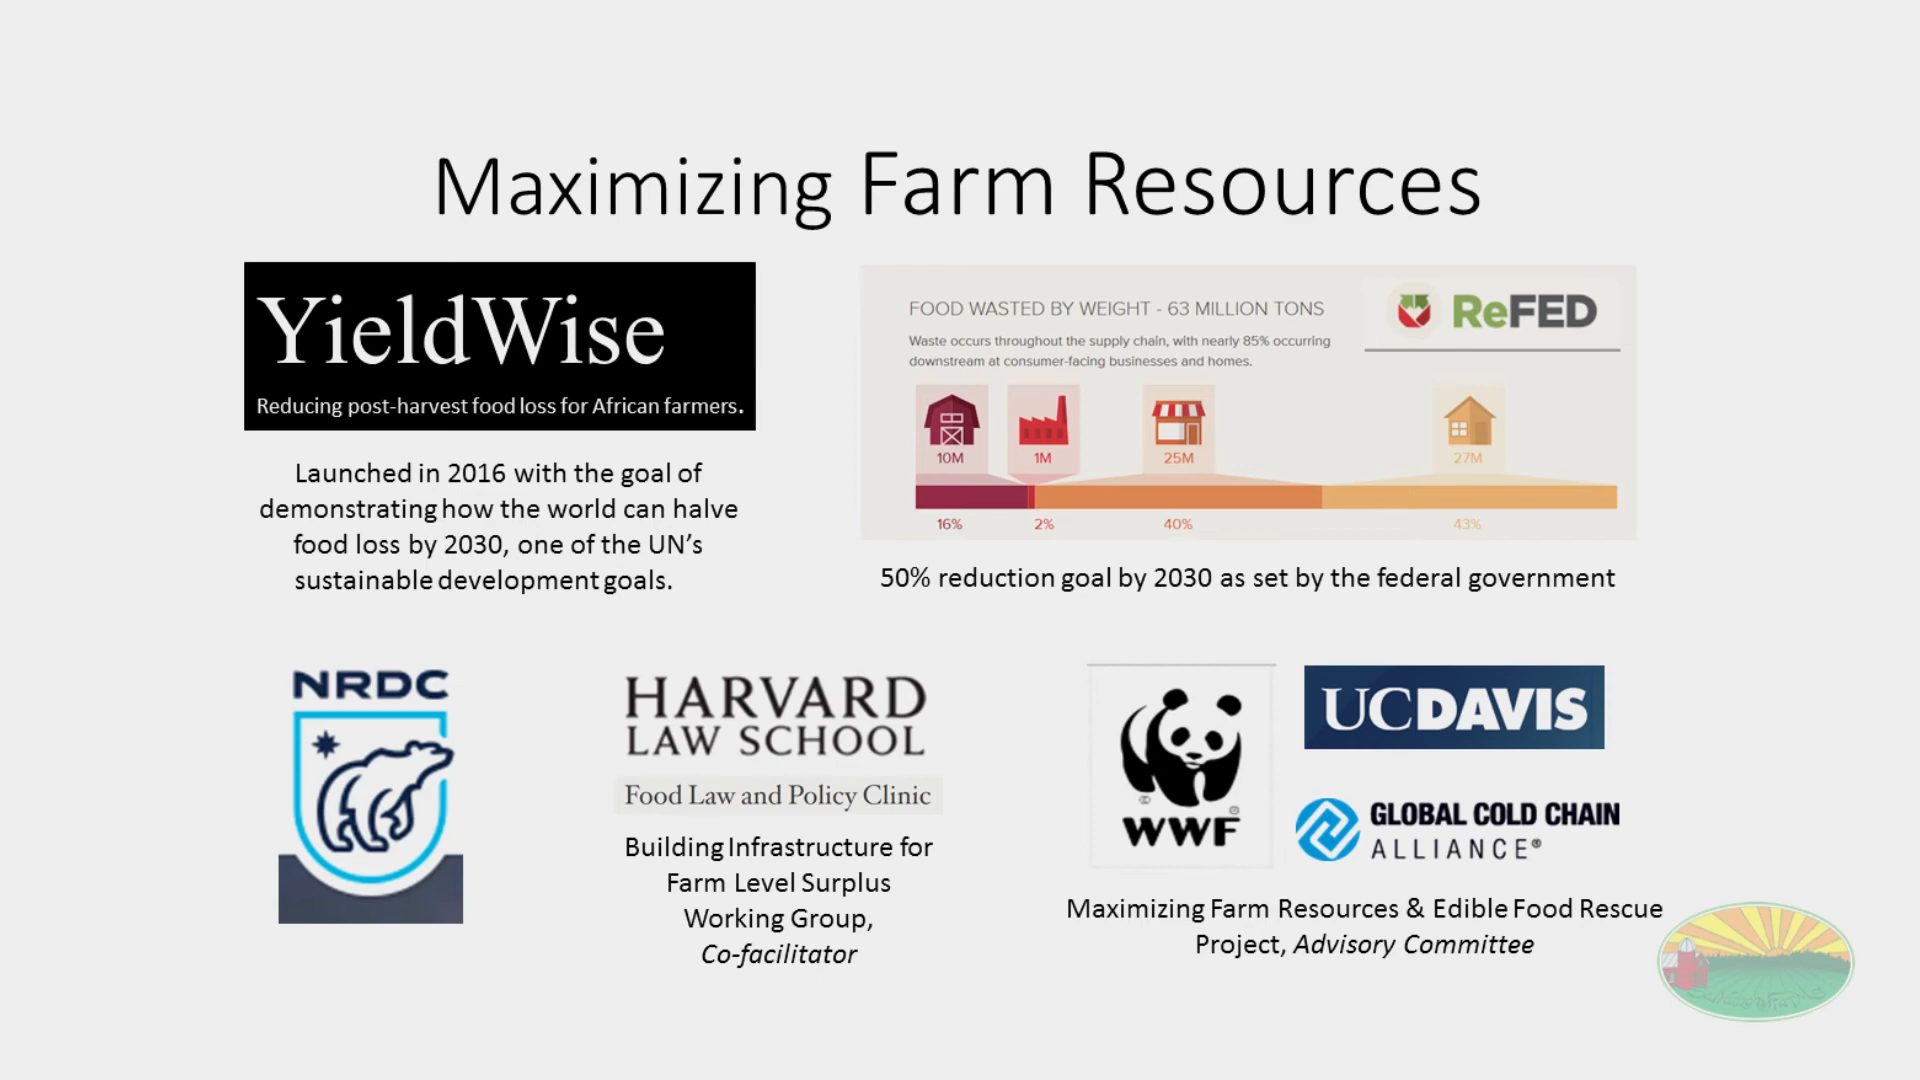 Maximizing Farm Resources
YieldWise
Reducing post-harvest food loss for African farmers.
Launched in 2016 with the goal of
demonstrating how the world can halve
food loss by 2030, one of the UN’s
sustainable development goals.
FOOD WASTED BY WEIGHT - 63 MILLION TONS
Waste occurs throughout the supply chain, with nearly 85% occurring
downstream at consumer-facing businesses and homes.
ReFED
10M 1M 25M 27M
16% 2% 40% 43%
50% reduction goal by 2030 as set by the federal government
NRDC
HARVARD
LAW SCHOOL
Food Law and Policy Clinic
Building Infrastructure for
Farm Level Surplus
Working Group,
Co-facilitator
©
®
WWF
UCDAVIS
GLOBAL COLD CHAIN
ALLIANCE®
Maximizing Farm Resources & Edible Food Rescue
Project, Advisory Committee